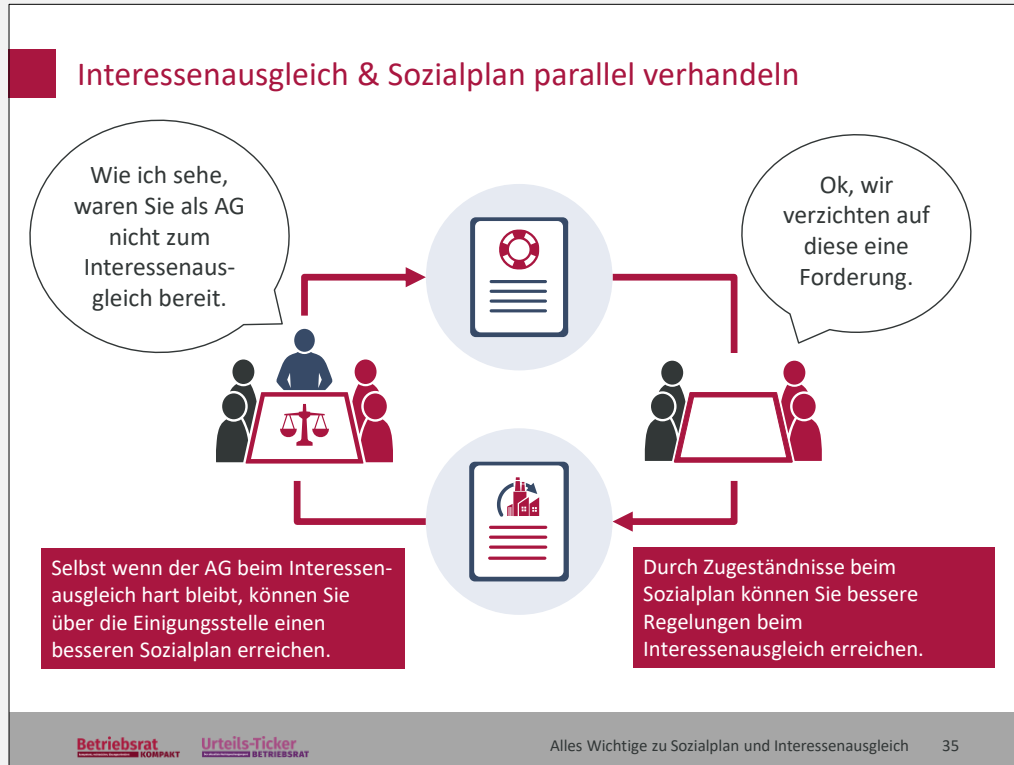 Interessenausgleich & Sozialplan parallel verhandeln
Wie ich sehe,
waren Sie als AG
nicht zum
Interessenaus-
gleich bereit.
Ok, wir
verzichten auf
diese eine
Forderung.
Selbst wenn der AG beim Interessen-
ausgleich hart bleibt, können Sie
über die Einigungsstelle einen
besseren Sozialplan erreichen.
Durch Zugeständnisse beim
Sozialplan können Sie bessere
Regelungen beim
Interessenausgleich erreichen.
Betriebsrat
KOMPAKT
Urteils-Ticker
BETRIEBSRAT
Alles Wichtige zu Sozialplan und Interessenausgleich 35